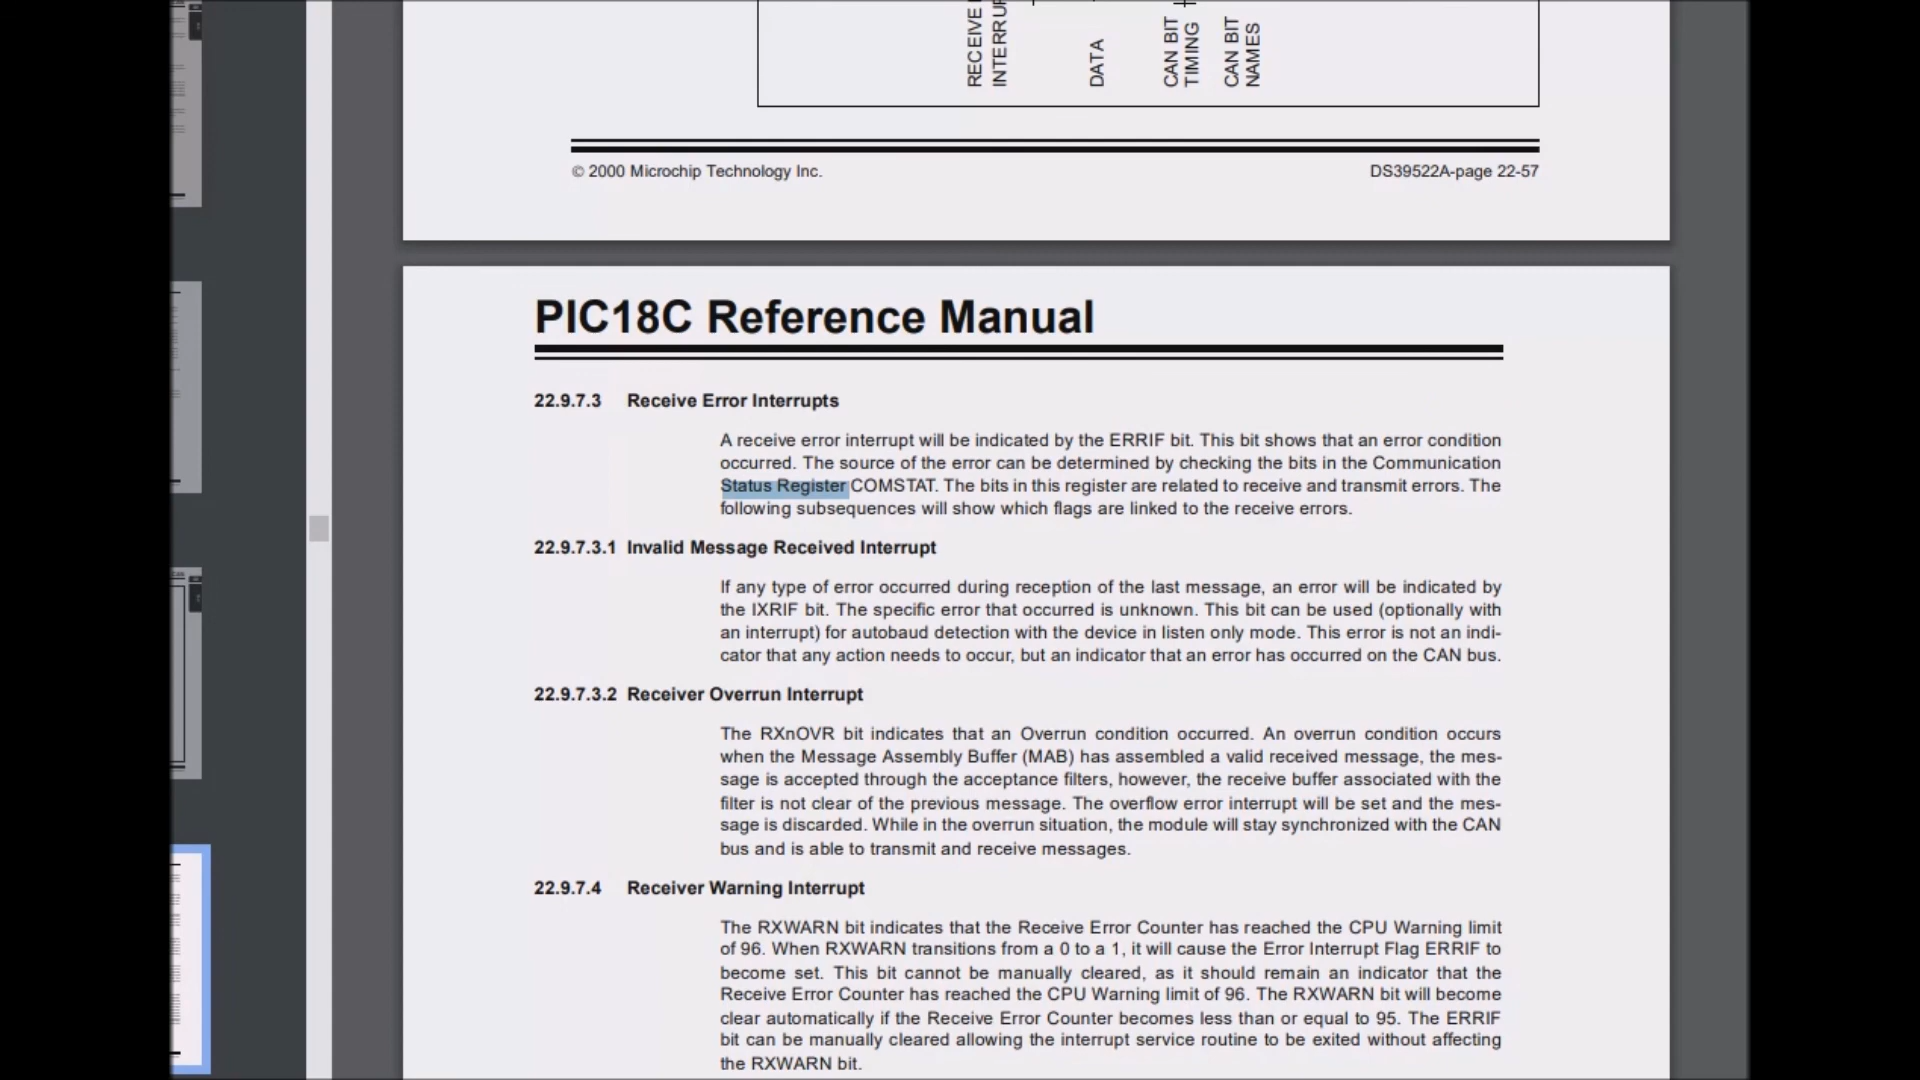 RECEIVE
INTERRU
DATA
CAN BIT
TIMING
CAN BIT
NAMES
© 2000 Microchip Technology Inc.
DS39522A-page 22-57
PIC18C Reference Manual
22.9.7.3 Receive Error Interrupts
A receive error interrupt will be indicated by the ERRIF bit. This bit shows that an error condition
occurred. The source of the error can be determined by checking the bits in the Communication
Status Register COMSTAT. The bits in this register are related to receive and transmit errors. The
following subsequences will show which flags are linked to the receive errors.
22.9.7.3.1 Invalid Message Received Interrupt
If any type of error occurred during reception of the last message, an error will be indicated by
the IXRIF bit. The specific error that occurred is unknown. This bit can be used (optionally with
an interrupt) for autobaud detection with the device in listen only mode. This error is not an indi-
cator that any action needs to occur, but an indicator that an error has occurred on the CAN bus.
22.9.7.3.2 Receiver Overrun Interrupt
The RXnOVR bit indicates that an Overrun condition occurred. An overrun condition occurs
when the Message Assembly Buffer (MAB) has assembled a valid received message, the mes-
sage is accepted through the acceptance filters, however, the receive buffer associated with the
filter is not clear of the previous message. The overflow error interrupt will be set and the mes-
sage is discarded. While in the overrun situation, the module will stay synchronized with the CAN
bus and is able to transmit and receive messages.
22.9.7.4 Receiver Warning Interrupt
The RXWARN bit indicates that the Receive Error Counter has reached the CPU Warning limit
of 96. When RXWARN transitions from a 0 to a 1, it will cause the Error Interrupt Flag ERRIF to
become set. This bit cannot be manually cleared, as it should remain an indicator that the
Receive Error Counter has reached the CPU Warning limit of 96. The RXWARN bit will become
clear automatically if the Receive Error Counter becomes less than or equal to 95. The ERRIF
bit can be manually cleared allowing the interrupt service routine to be exited without affecting
the RXWARN bit.